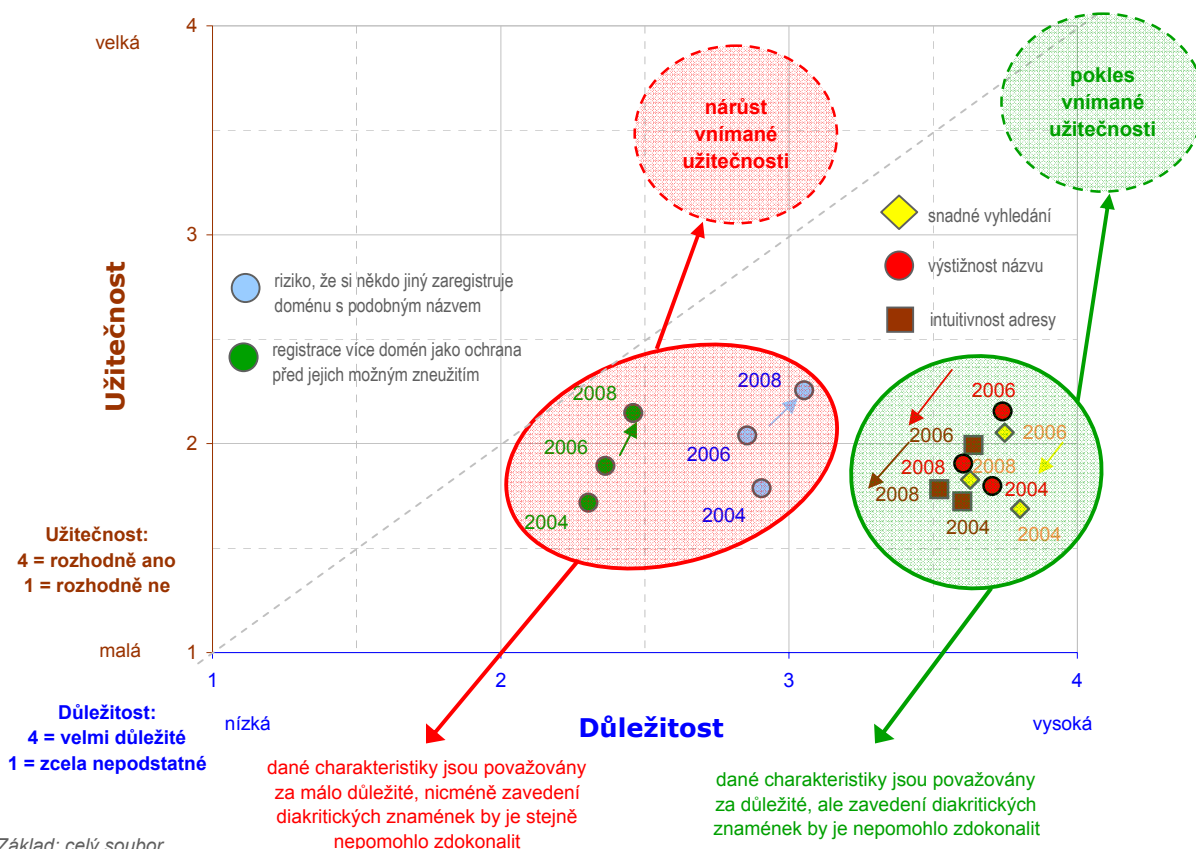 4
velká
nárůst
vnímané
užitečnosti
pokles
vnímané
užitečnosti
snadné vyhledání
3
výstižnost názvu
Užitečnost
riziko, že si někdo jiný zaregistruje
doménu s podobným názvem
intuitivnost adresy
registrace více domén jako ochrana
před jejich možným zneužitím
2008
2008
2006
2006
2006
2006
2006
2
2008
2008
2008
2004
2004
2004
2004
2004
Užitečnost:
4 = rozhodně ano
1 = rozhodně ne
malá
1
1
2
3
4
Důležitost:
4 = velmi důležité
1 = zcela nepodstatné
nízká
Důležitost
vysoká
dané charakteristiky jsou považovány
za málo důležité, nicméně zavedení
diakritických znamének by je stejně
nepomohlo zdokonalit
dané charakteristiky jsou považovány
za důležité, ale zavedení diakritických
znamének by je nepomohlo zdokonalit
Základ: celý soubor